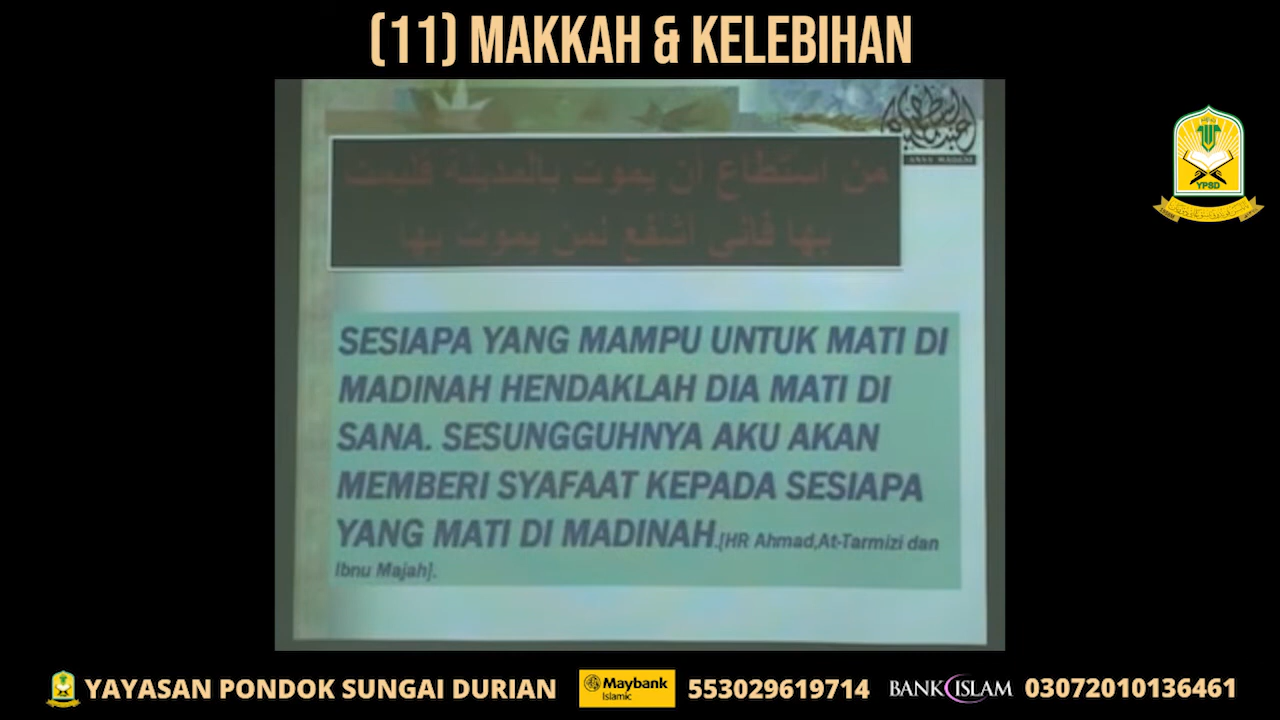 (11) MAKKAH & KELEBIHAN
من استطاع أن يموت بالمدينة فليمت
بها فاني أشفع لمن يموت بها
SESIAPA YANG MAMPU UNTUK MATI DI
MADINAH HENDAKLAH DIA MATI DI
SANA. SESUNGGUHNYA AKU AKAN
MEMBERI SYAFAAT KEPADA SESIAPA
YANG MATI DI MADINAH.[HR Ahmad,At-Tarmizi dan
Ibnu Majah].
YPSD
YAYASAN PONDOK SUNGAI DURIAN
Maybank
Islamic
553029619714
BANK ISLAM
03072010136461